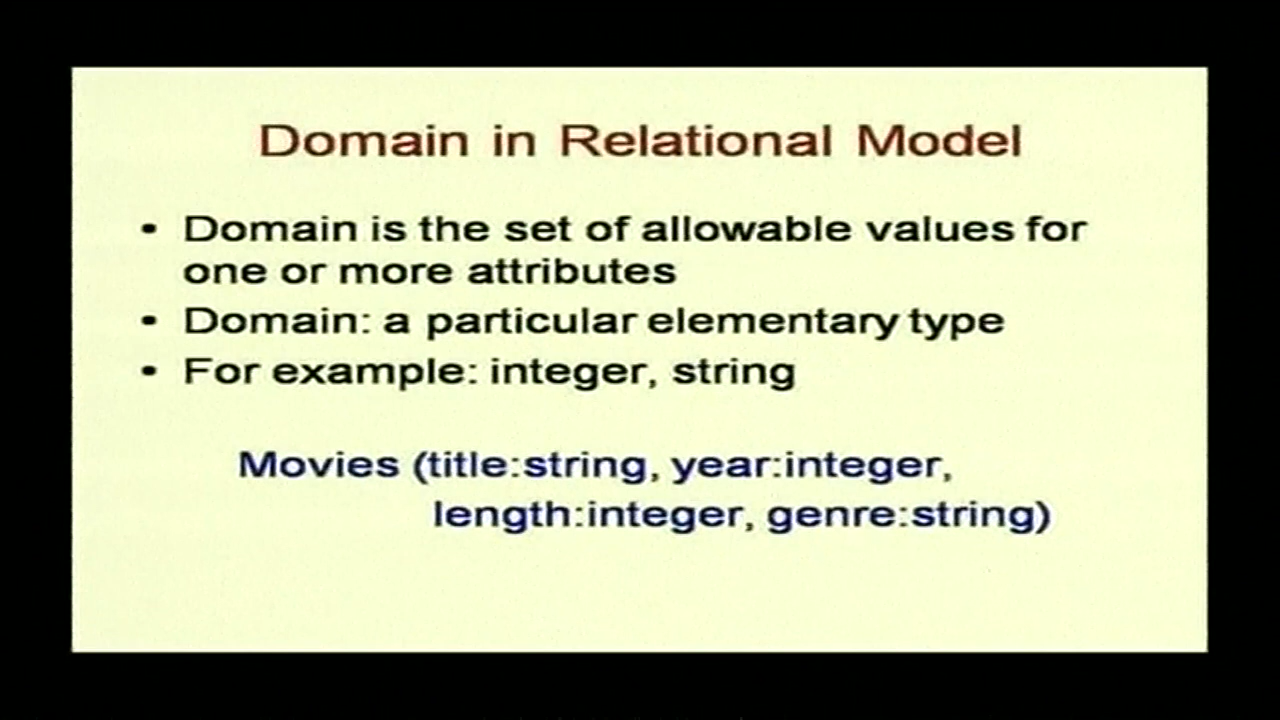 Domain in Relational Model
• Domain is the set of allowable values for
one or more attributes
• Domain: a particular elementary type
• For example: integer, string
Movies (title:string, year:integer,
length:integer, genre:string)